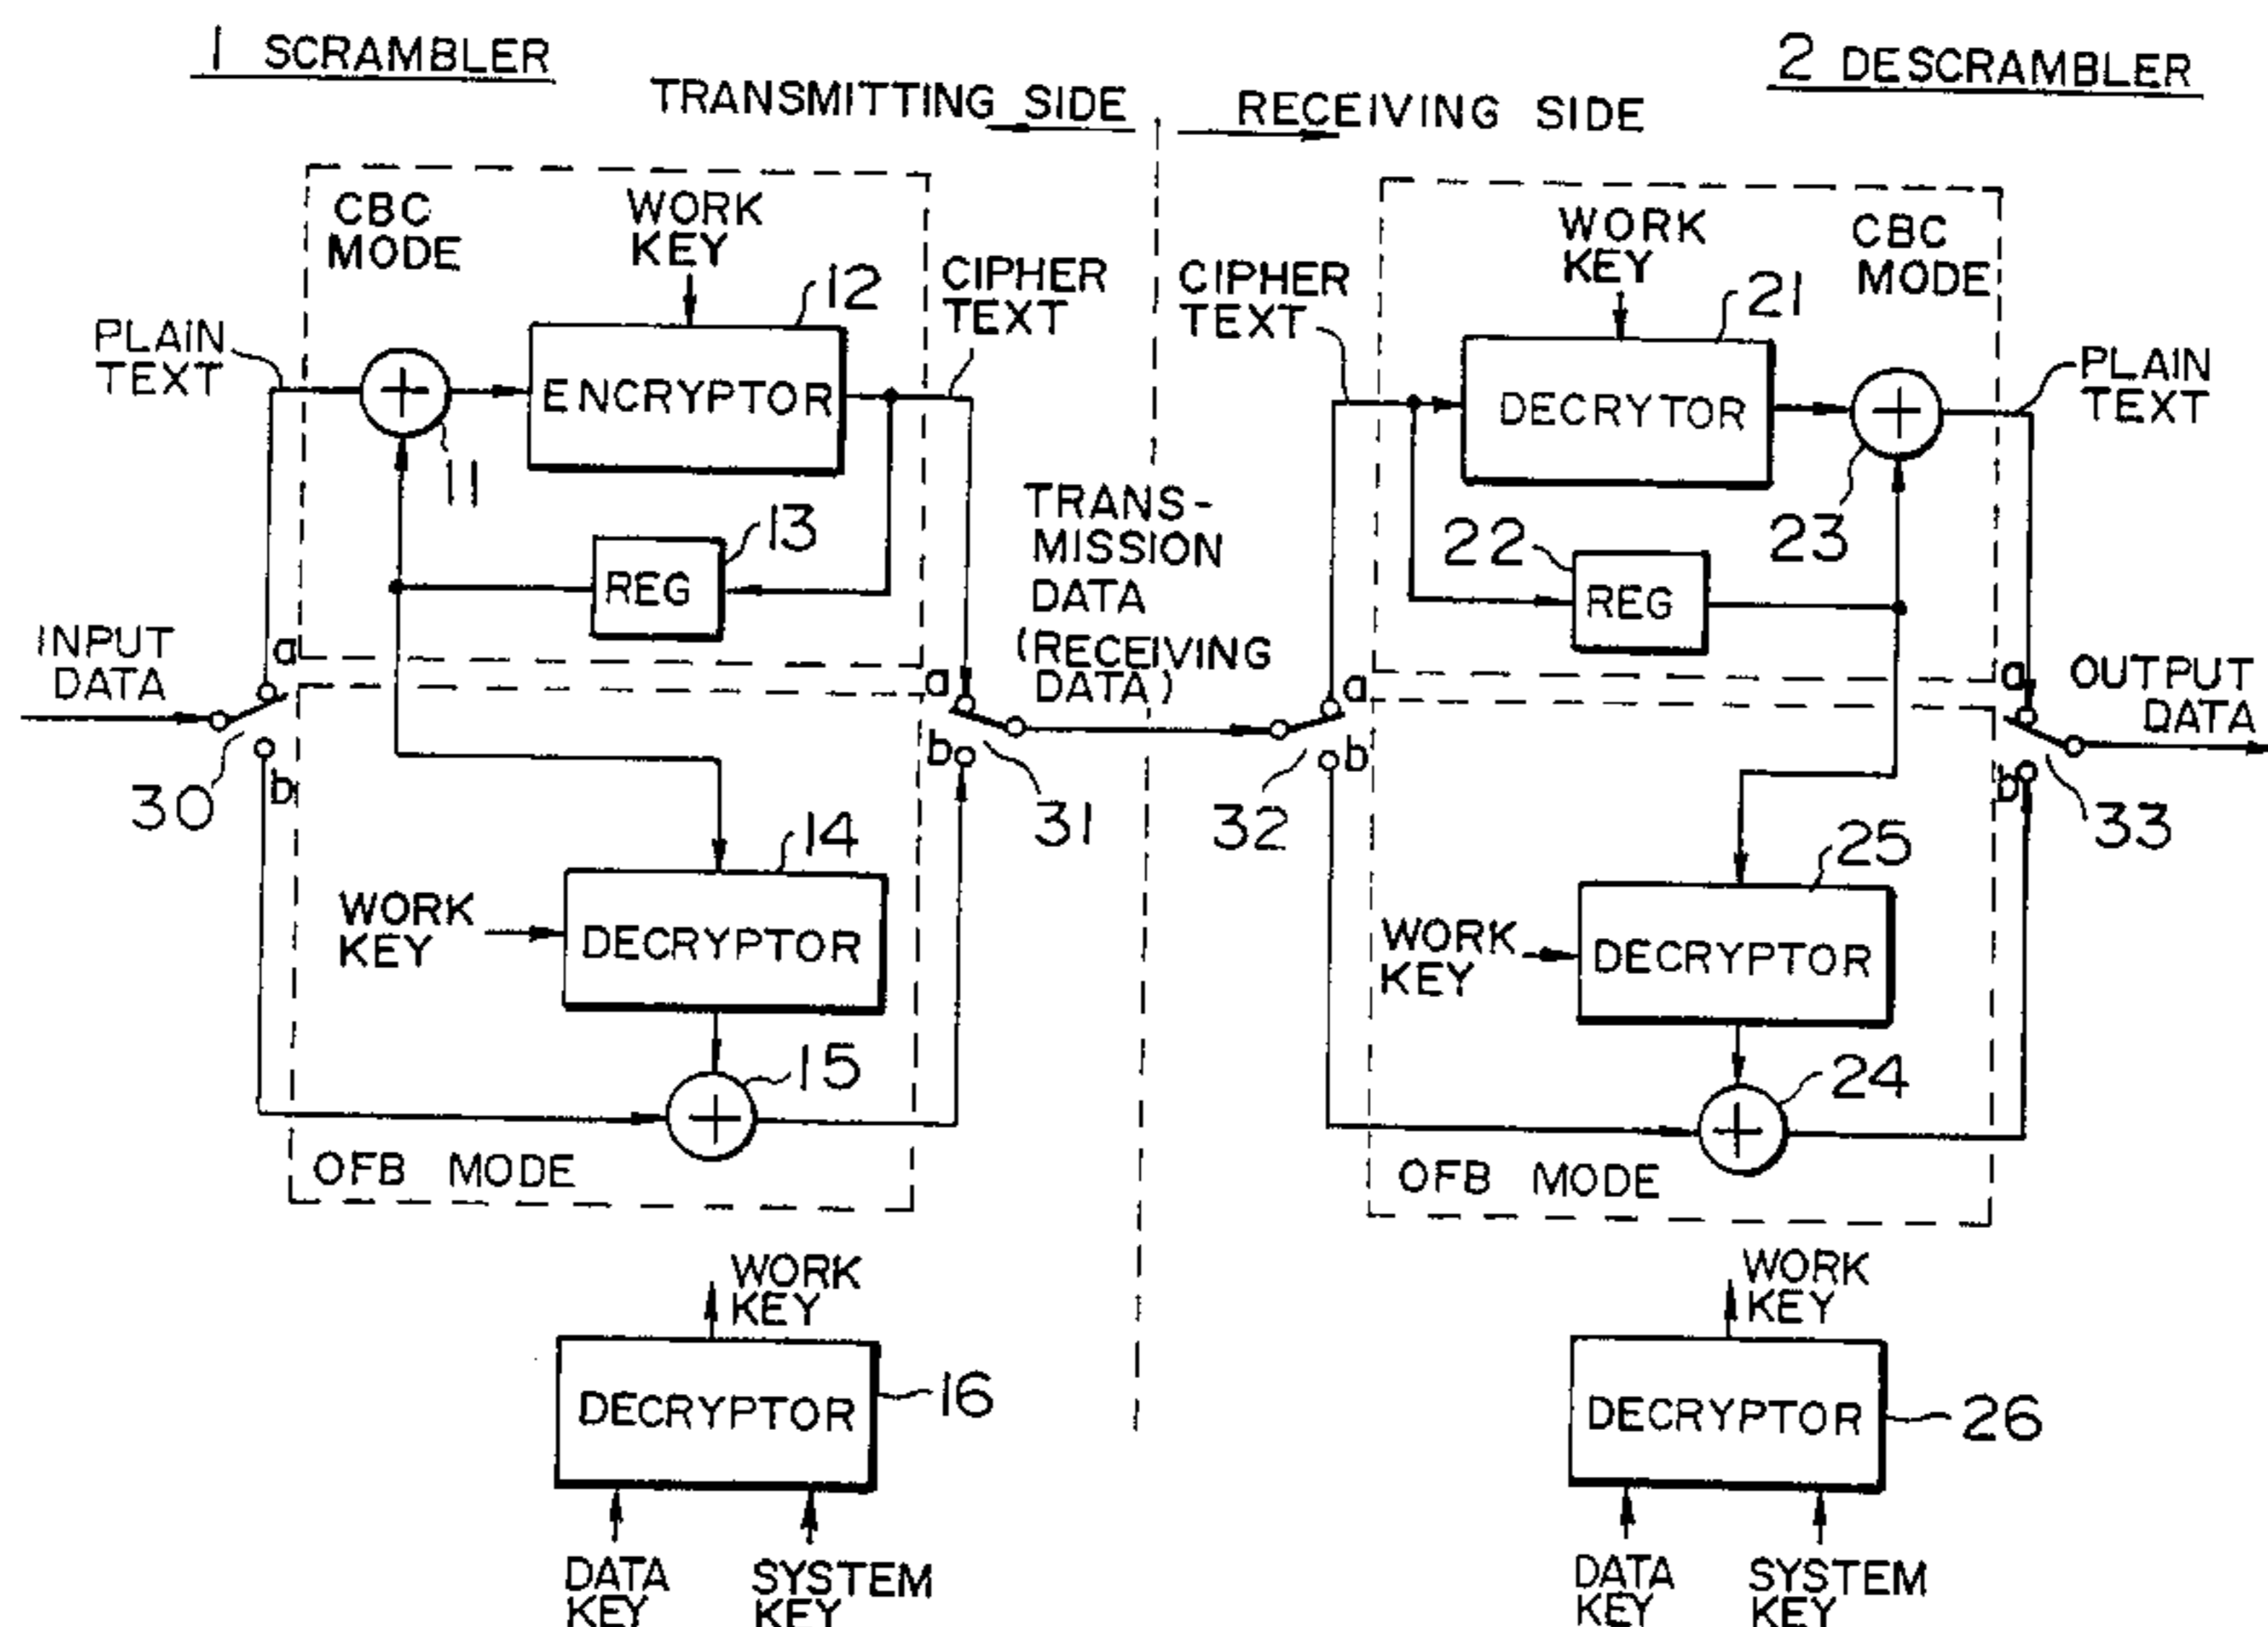 1 SCRAMBLER
2 DESCRAMBLER
TRANSMITTING SIDE
RECEIVING SIDE
CBC
MODE
WORK
KEY
12
CIPHER
TEXT
PLAIN
TEXT
ENCRYPTOR
11
13
REG
INPUT
DATA
a
b
30
a
b
31
TRANS-
MISSION
DATA
(RECEIVING
DATA)
14
WORK
KEY
DECRYPTOR
15
OFB MODE
WORK
KEY
DECRYPTOR
16
DATA
KEY
SYSTEM
KEY
CIPHER
TEXT
WORK
KEY
CBC
MODE
21
DECRYTOR
PLAIN
TEXT
23
22
REG
a
b
32
a
b
33
OUTPUT
DATA
25
WORK
KEY
DECRYPTOR
24
OFB MODE
WORK
KEY
DECRYPTOR
26
DATA
KEY
SYSTEM
KEY